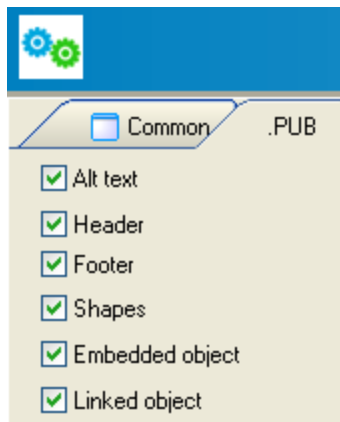 Common .PUB
Alt text
Header
Footer
Shapes
Embedded object
Linked object